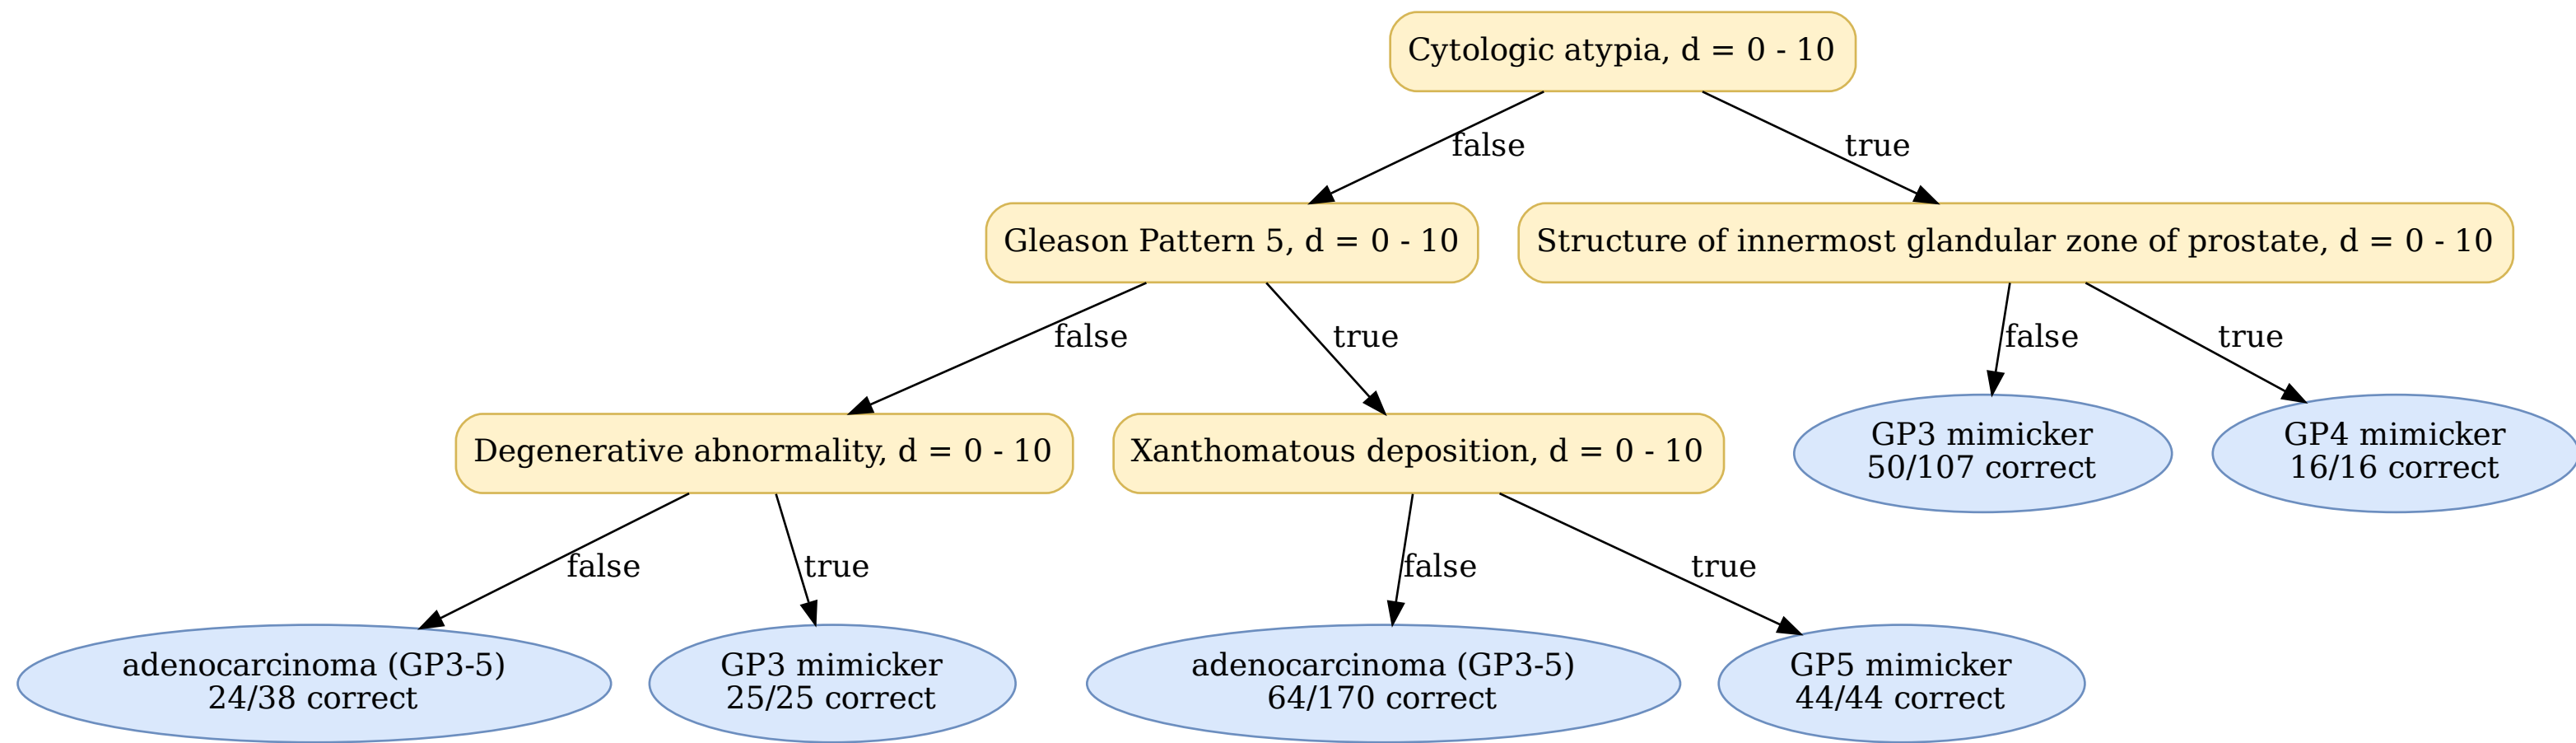 Cytologic atypia, d = 0 - 10
false
true
Gleason Pattern 5, d = 0 - 10
Structure of innermost glandular zone of prostate, d = 0 - 10
false
true
false
true
Degenerative abnormality, d = 0 - 10
Xanthomatous deposition, d = 0 - 10
GP3 mimicker
50/107 correct
GP4 mimicker
16/16 correct
false
true
false
true
adenocarcinoma (GP3-5)
24/38 correct
GP3 mimicker
25/25 correct
adenocarcinoma (GP3-5)
64/170 correct
GP5 mimicker
44/44 correct